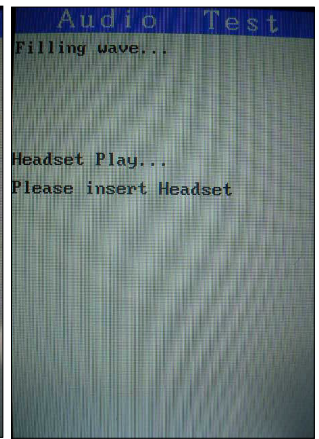 Audio Test
Filling wave...
Headset Play...
Please insert Headset